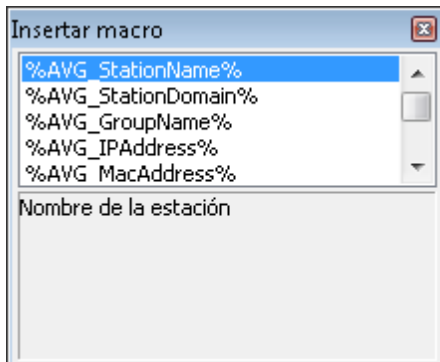 Insertar macro
%AVG_StationName%
%AVG_StationDomain%
%AVG_GroupName%
%AVG_IPAddress%
%AVG_MacAddress%
Nombre de la estación